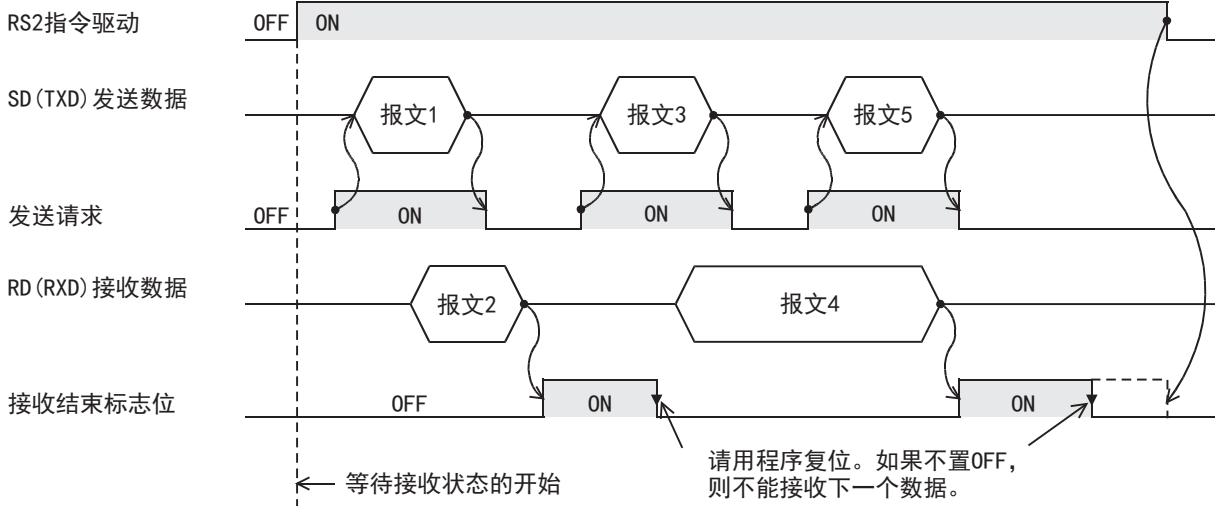 RS2指令驱动
OFF
ON
SD(TXD)发送数据
报文1
报文3
报文5
发送请求
OFF
ON
ON
ON
RD(RXD)接收数据
报文2
报文4
接收结束标志位
OFF
ON
ON
等待接收状态的开始
请用程序复位。如果不置OFF，
则不能接收下一个数据。